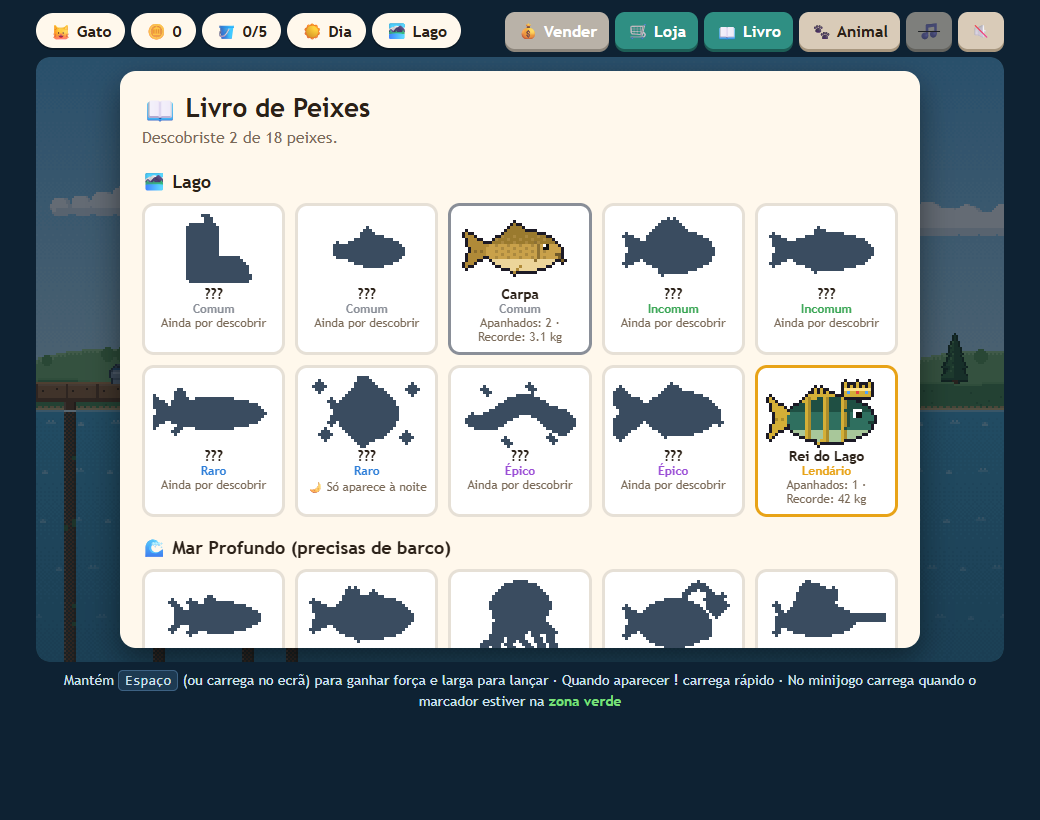 Gato
0
0/5
Dia
Lago
Vender
Loja
Livro
Animal
Livro de Peixes
Descobriste 2 de 18 peixes.
Lago
???
Comum
Ainda por descobrir
???
Comum
Ainda por descobrir
Carpa
Comum
Apanhados: 2 ·
Recorde: 3.1 kg
???
Incomum
Ainda por descobrir
???
Incomum
Ainda por descobrir
???
Raro
Ainda por descobrir
???
Raro
Só aparece à noite
???
Épico
Ainda por descobrir
???
Épico
Ainda por descobrir
Rei do Lago
Lendário
Apanhados: 1 ·
Recorde: 42 kg
Mar Profundo (precisas de barco)
Mantém Espaço (ou carrega no ecrã) para ganhar força e larga para lançar · Quando aparecer ! carrega rápido · No minijogo carrega quando o
marcador estiver na zona verde